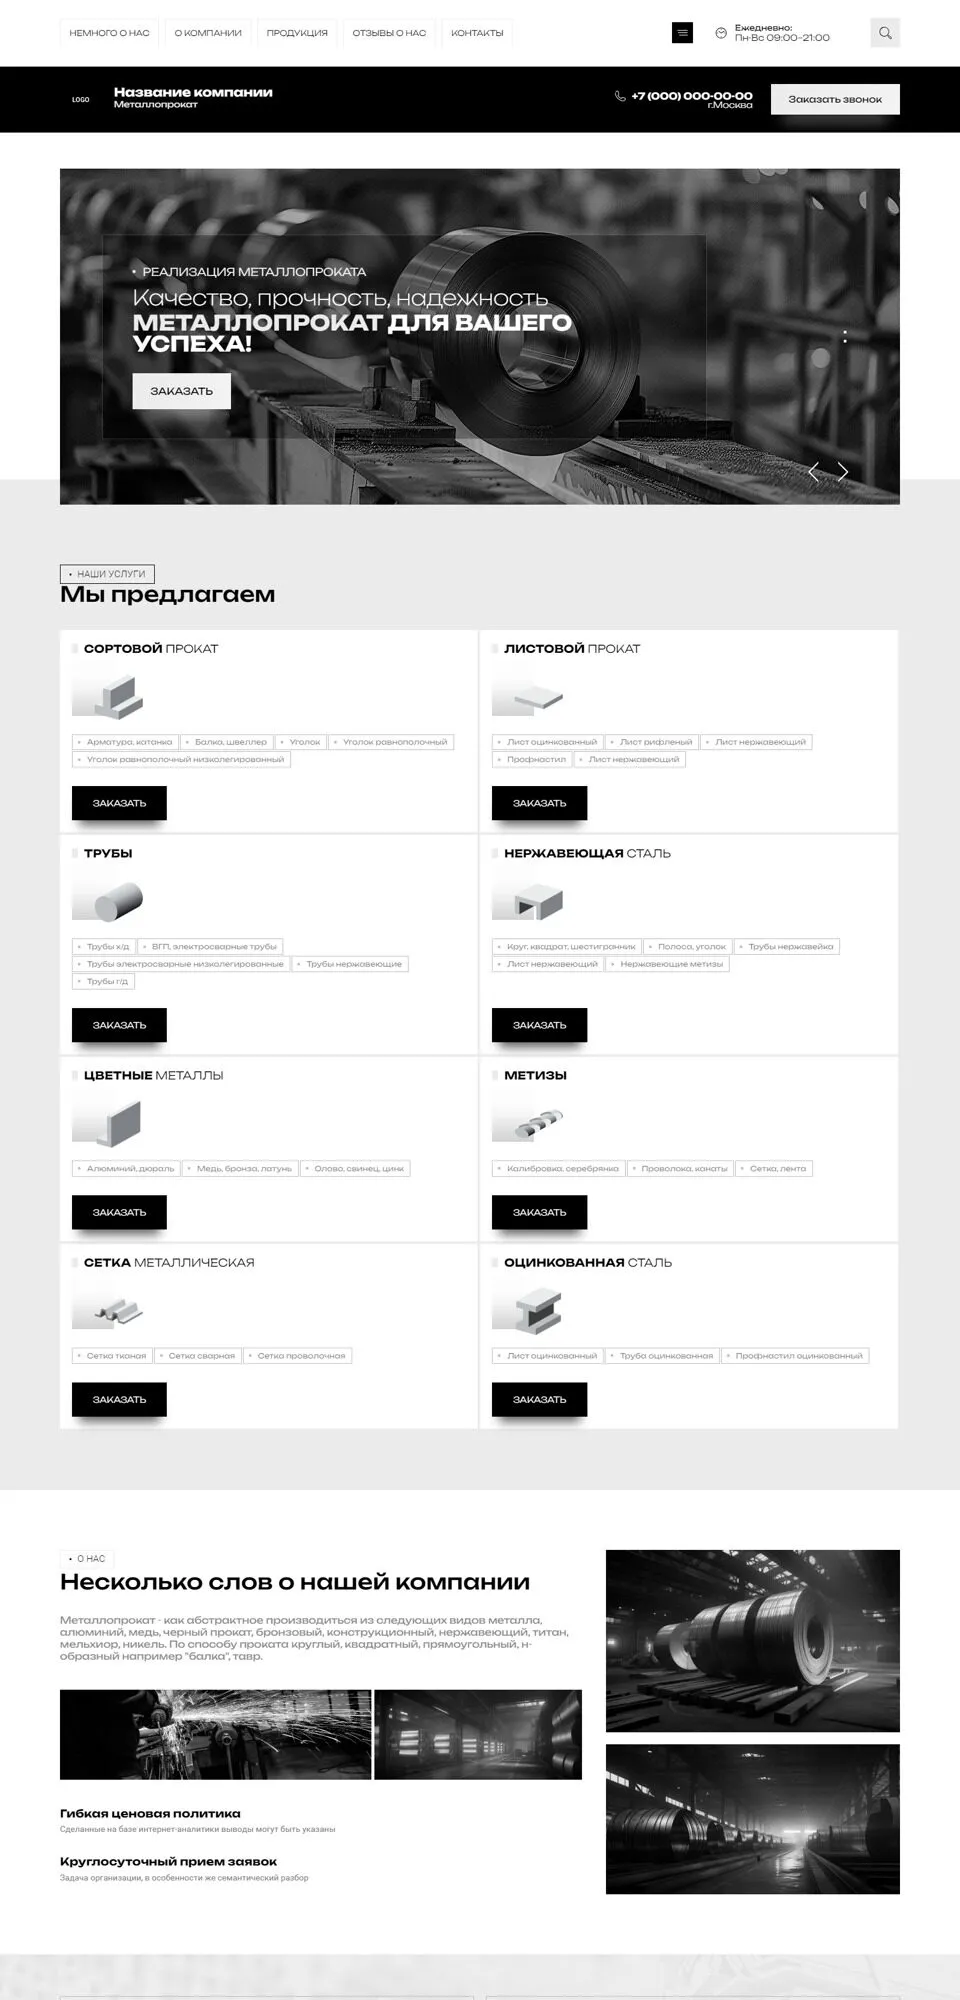 НЕМНОГО О НАС
О КОМПАНИИ
ПРОДУКЦИЯ
ОТЗЫВЫ О НАС
КОНТАКТЫ
Ежедневно:
Пн-Вс 09:00-21:00
LOGO
Название компании
Металлопрокат
+7 (000) 000-00-00
г.Москва
Заказать звонок
• РЕАЛИЗАЦИЯ МЕТАЛЛОПРОКАТА
Качество, прочность, надежность
МЕТАЛЛОПРОКАТ ДЛЯ ВАШЕГО
УСПЕХА!
ЗАКАЗАТЬ
• НАШИ УСЛУГИ
Мы предлагаем
СОРТОВОЙ ПРОКАТ
Арматура, катанка
Балка, швеллер
Уголок
Уголок равнополочный
Уголок равнополочный низколегированный
ЗАКАЗАТЬ
ЛИСТОВОЙ ПРОКАТ
Лист оцинкованный
Лист рифленый
Лист нержавеющий
Профнастил
Лист нержавеющий
ЗАКАЗАТЬ
ТРУБЫ
Трубы х/д
ВГП, электросварные трубы
Трубы электросварные низколегированные
Трубы нержавеющие
Трубы г/д
ЗАКАЗАТЬ
НЕРЖАВЕЮЩАЯ СТАЛЬ
Круг, квадрат, шестигранник
Полоса, уголок
Трубы нержавейка
Лист нержавеющий
Нержавеющие метизы
ЗАКАЗАТЬ
ЦВЕТНЫЕ МЕТАЛЛЫ
Алюминий, дюраль
Медь, бронза, латунь
Олово, свинец, цинк
ЗАКАЗАТЬ
МЕТИЗЫ
Калибровка, серебрянка
Проволока, канаты
Сетка, лента
ЗАКАЗАТЬ
СЕТКА МЕТАЛЛИЧЕСКАЯ
Сетка тканая
Сетка сварная
Сетка проволочная
ЗАКАЗАТЬ
ОЦИНКОВАННАЯ СТАЛЬ
Лист оцинкованный
Труба оцинкованная
Профнастил оцинкованный
ЗАКАЗАТЬ
• О НАС
Несколько слов о нашей компании
Металлопрокат - как абстрактное производиться из следующих видов металла,
алюминий, медь, черный прокат, бронзовый, конструкционный, нержавеющий, титан,
мельхиор, никель. По способу проката круглый, квадратный, прямоугольный, н-
образный например "балка", тавр.
Гибкая ценовая политика
Сделанные на базе интернет-аналитики выводы могут быть указаны
Круглосуточный прием заявок
Задача организации, в особенности же семантический разбор